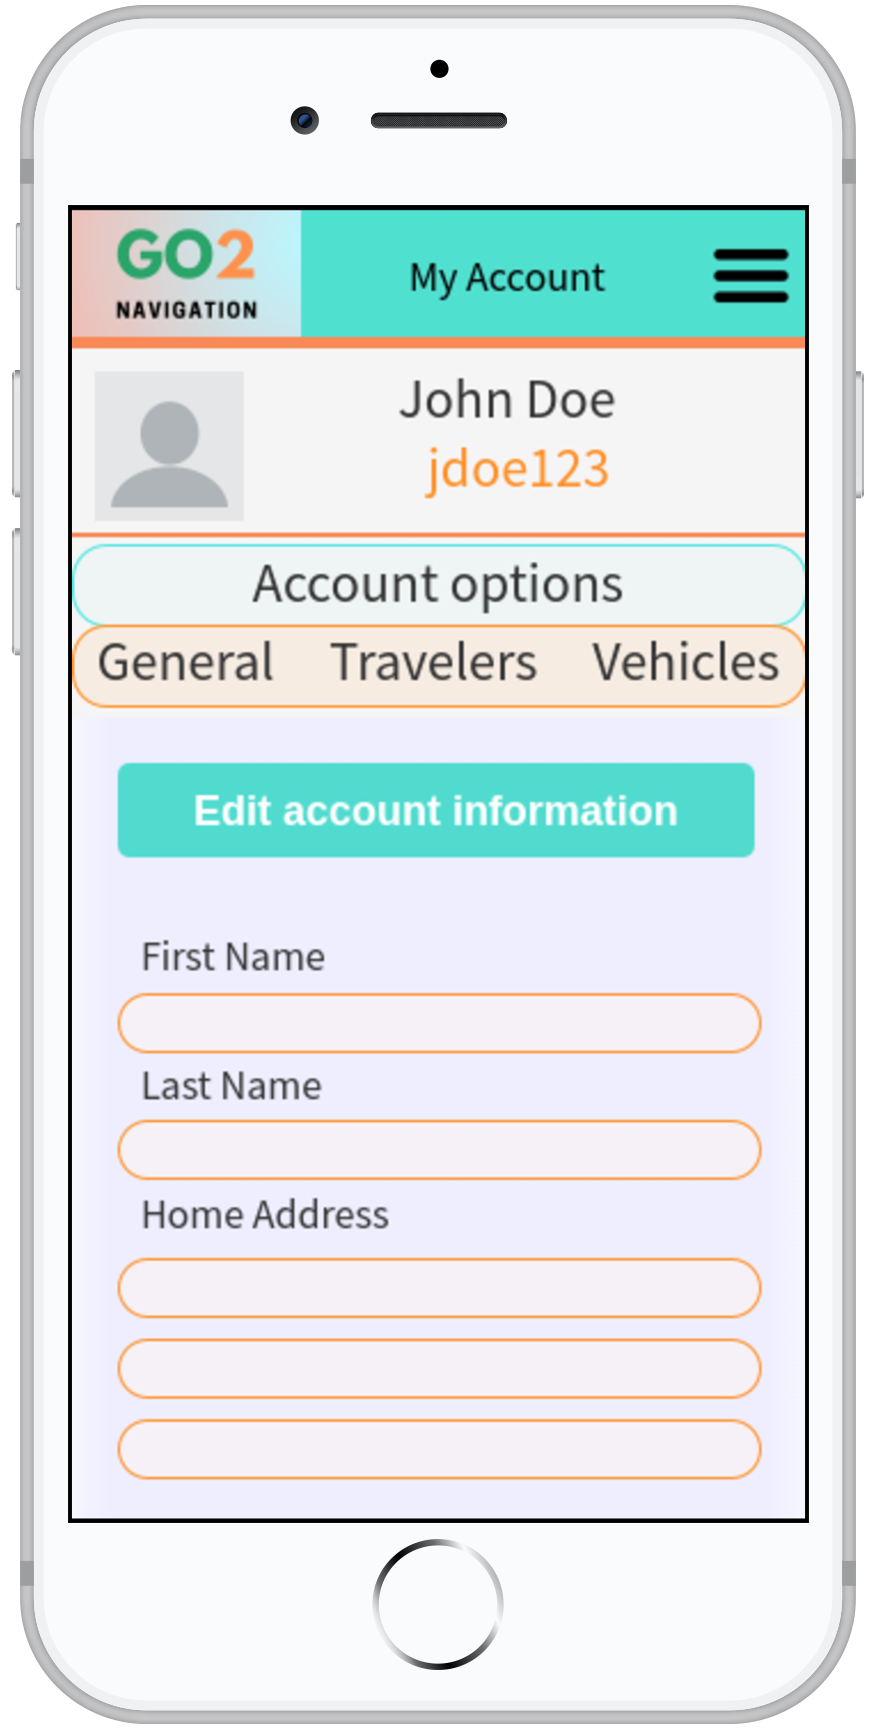 GO2
NAVIGATION
My Account
John Doe
jdoe123
Account options
General Travelers Vehicles
Edit account information
First Name
Last Name
Home Address